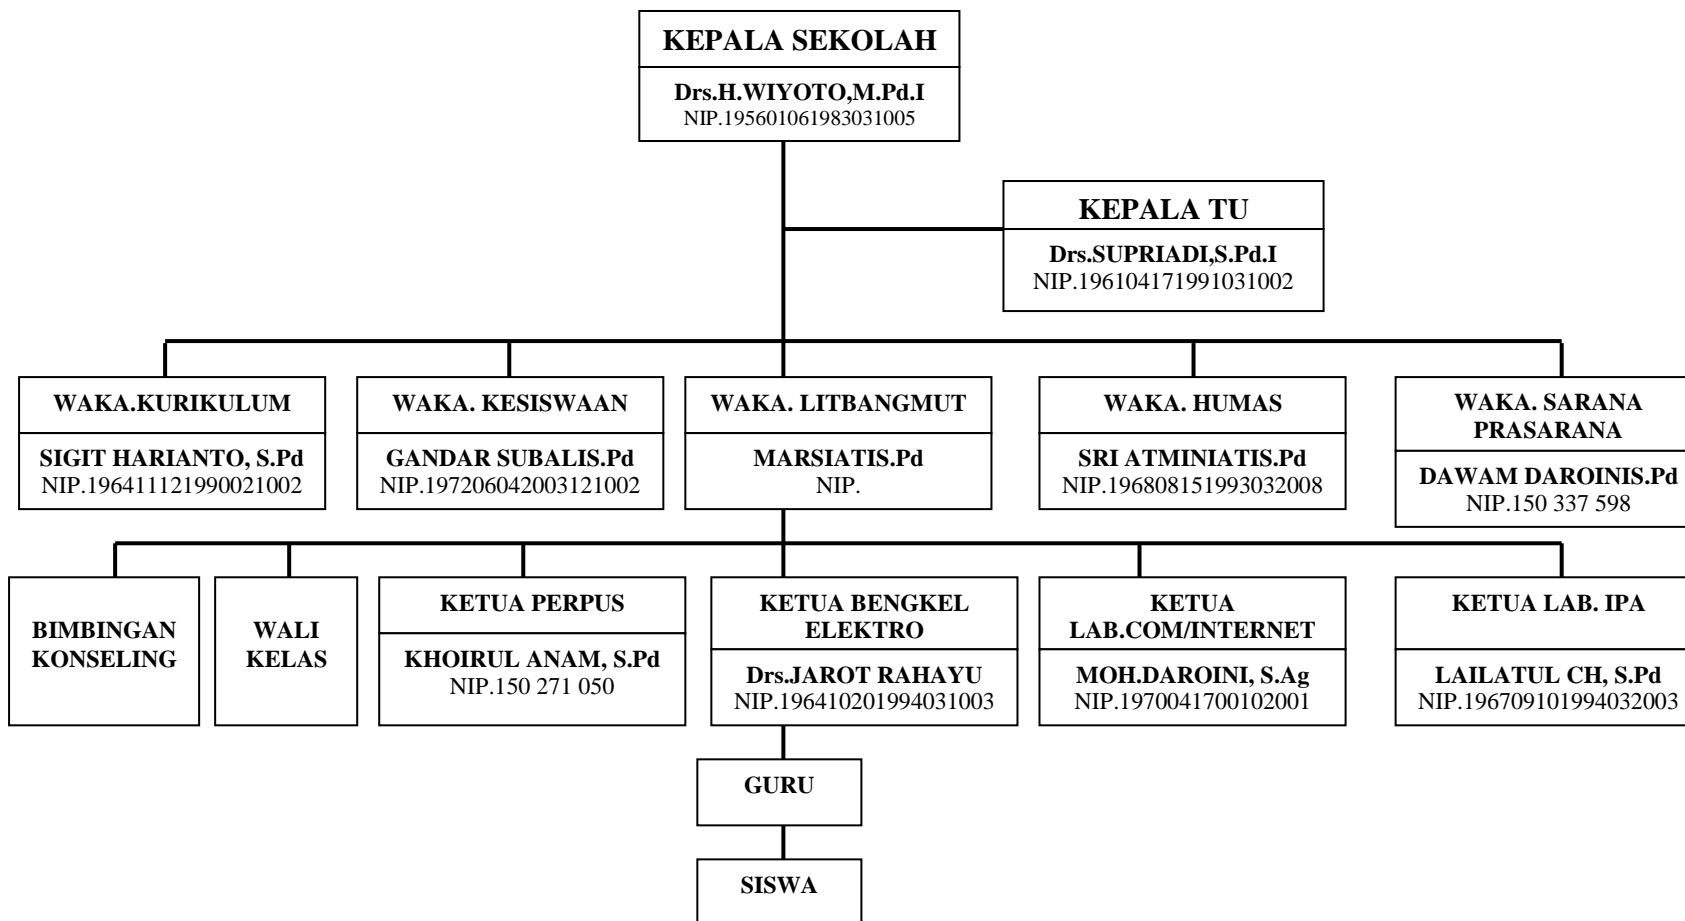 KEPALA SEKOLAH
Drs.H.WIYOTO,M.Pd.I
NIP.195601061983031005
KEPALA TU
Drs.SUPRIADI,S.Pd.I
NIP.196104171991031002
WAKA.KURIKULUM
SIGIT HARIANTO, S.Pd
NIP.196411121990021002
WAKA. KESISWAAN
GANDAR SUBALIS.Pd
NIP.197206042003121002
WAKA. LITBANGMUT
MARSIATIS.Pd
NIP.
WAKA. HUMAS
SRI ATMINIATIS.Pd
NIP.196808151993032008
WAKA. SARANA
PRASARANA
DAWAM DAROINIS.Pd
NIP.150 337 598
BIMBINGAN
KONSELING
WALI
KELAS
KETUA PERPUS
KHOIRUL ANAM, S.Pd
NIP.150 271 050
KETUA BENGKEL
ELEKTRO
Drs.JAROT RAHAYU
NIP.196410201994031003
KETUA
LAB.COM/INTERNET
MOH.DAROINI, S.Ag
NIP.1970041700102001
KETUA LAB. IPA
LAILATUL CH, S.Pd
NIP.196709101994032003
GURU
SISWA